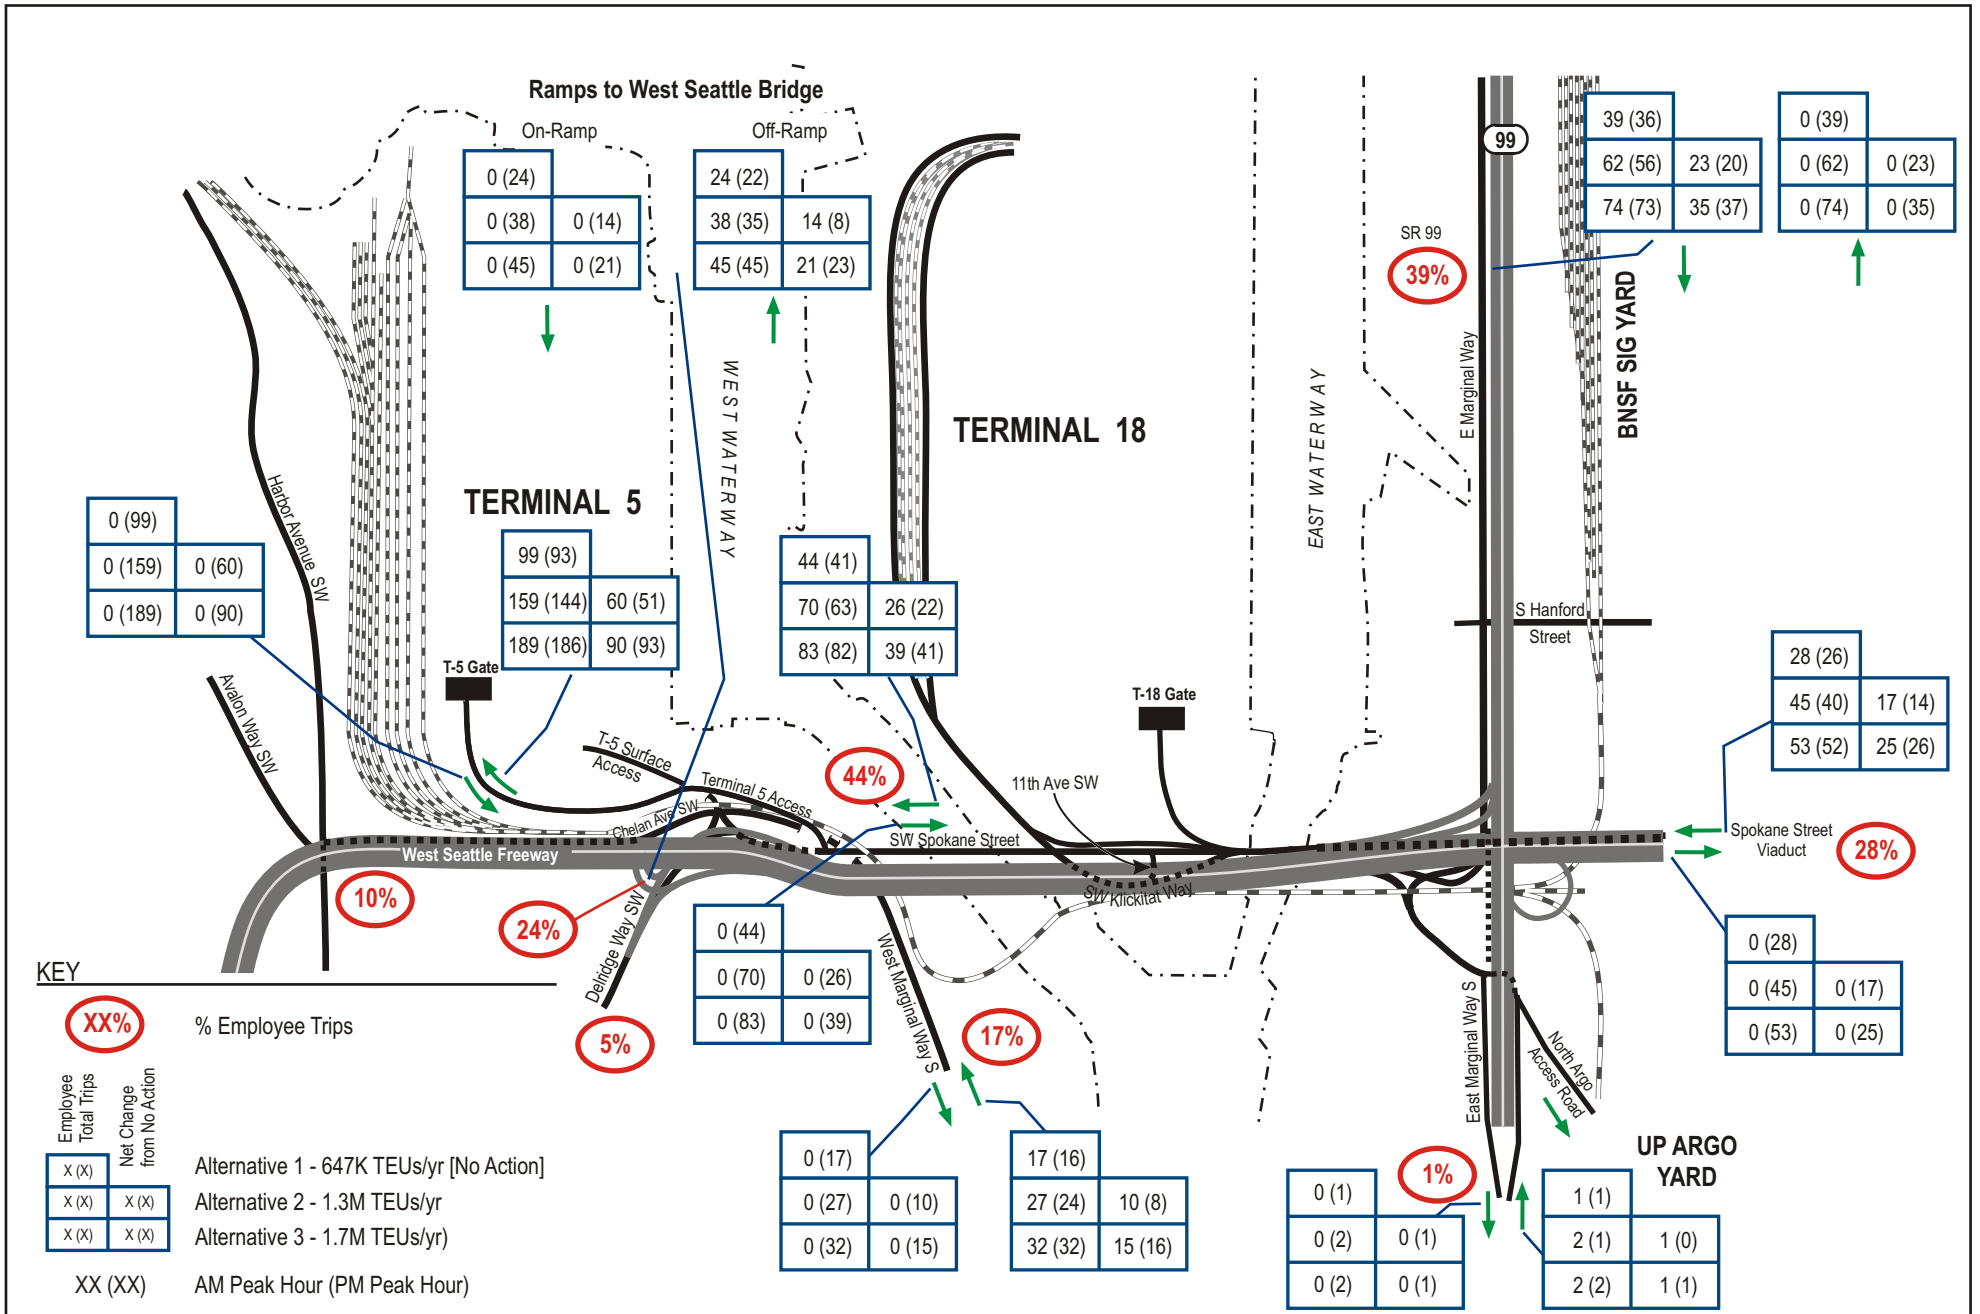 Ramps to West Seattle Bridge
On-Ramp
Off-Ramp
0 (24)
0 (38) 0 (14)
0 (45) 0 (21)
24 (22)
38 (35) 14 (8)
45 (45) 21 (23)
99
39 (36)
62 (56) 23 (20)
74 (73) 35 (37)
0 (39)
0 (62) 0 (23)
0 (74) 0 (35)
SR 99
39%
E Marginal Way
BNSF SIG YARD
WEST WATERWAY
EAST WATERWAY
TERMINAL 18
TERMINAL 5
Harbor Avenue SW
0 (99)
0 (159) 0 (60)
0 (189) 0 (90)
99 (93)
159 (144) 60 (51)
189 (186) 90 (93)
44 (41)
70 (63) 26 (22)
83 (82) 39 (41)
S Hanford
Street
28 (26)
45 (40) 17 (14)
53 (52) 25 (26)
T-5 Gate
T-18 Gate
Avalon Way SW
T-5 Surface
Access
Terminal 5 Access
44%
11th Ave SW
Chelan Ave SW
SW Spokane Street
West Seattle Freeway
Spokane Street
Viaduct
28%
SW Klickitat Way
10%
24%
Delridge Way SW
5%
0 (44)
0 (70) 0 (26)
0 (83) 0 (39)
West Marginal Way S
17%
0 (28)
0 (45) 0 (17)
0 (53) 0 (25)
East Marginal Way S
North Argo
Access Road
UP ARGO
YARD
0 (17)
0 (27) 0 (10)
0 (32) 0 (15)
17 (16)
27 (24) 10 (8)
32 (32) 15 (16)
1%
0 (1)
0 (2) 0 (1)
0 (2) 0 (1)
1 (1)
2 (1) 1 (0)
2 (2) 1 (1)
KEY
XX% % Employee Trips
Employee
Total Trips
Net Change
from No Action
X (X) Alternative 1 - 647K TEUs/yr [No Action]
X (X) X (X) Alternative 2 - 1.3M TEUs/yr
X (X) X (X) Alternative 3 - 1.7M TEUs/yr)
XX (XX) AM Peak Hour (PM Peak Hour)